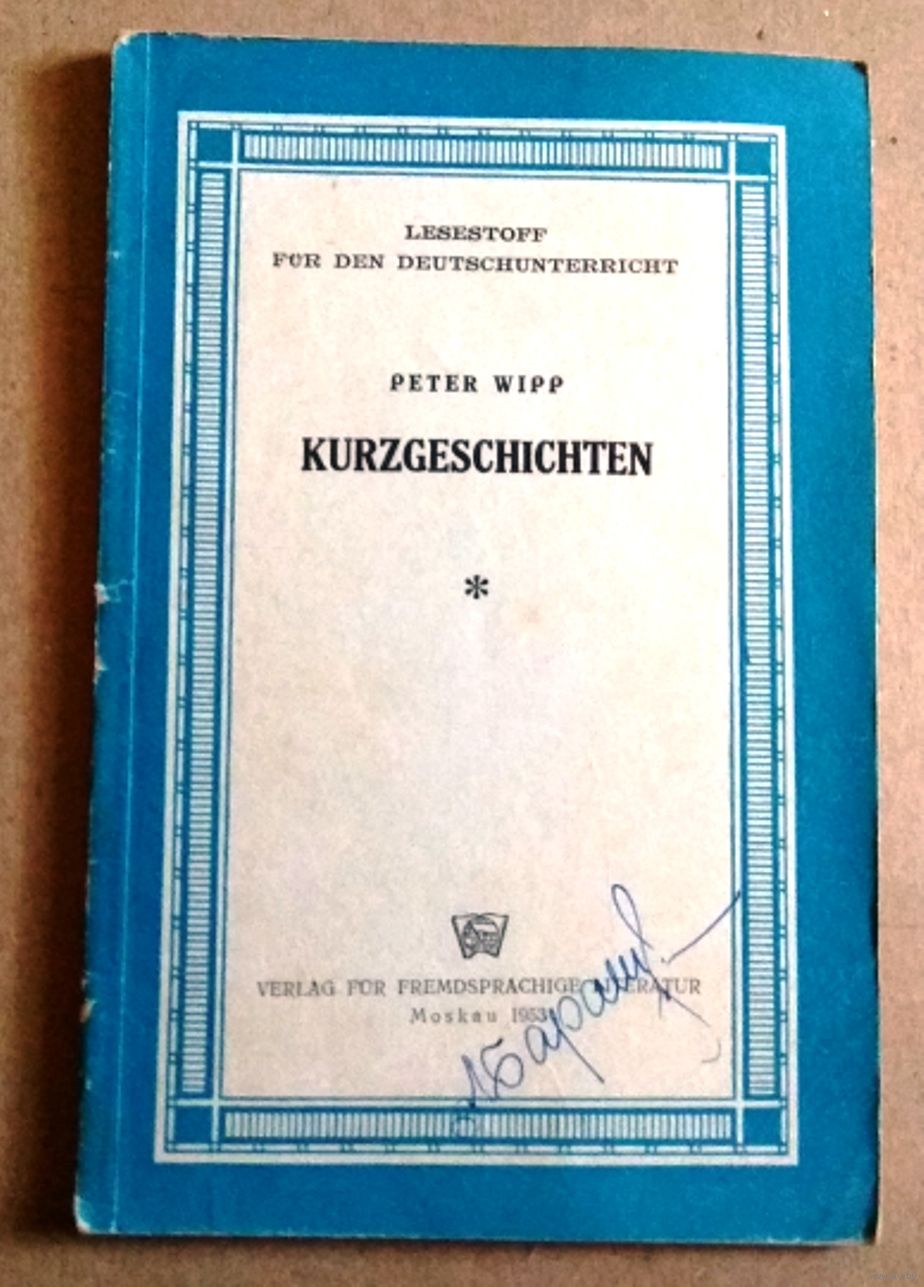 LESESTOFF
FÜR DEN DEUTSCHUNTERRICHT
PETER WIPP
KURZGESCHICHTEN
*
VERLAG FÜR FREMDSPRACHIGE LITERATUR
Moskau 1953